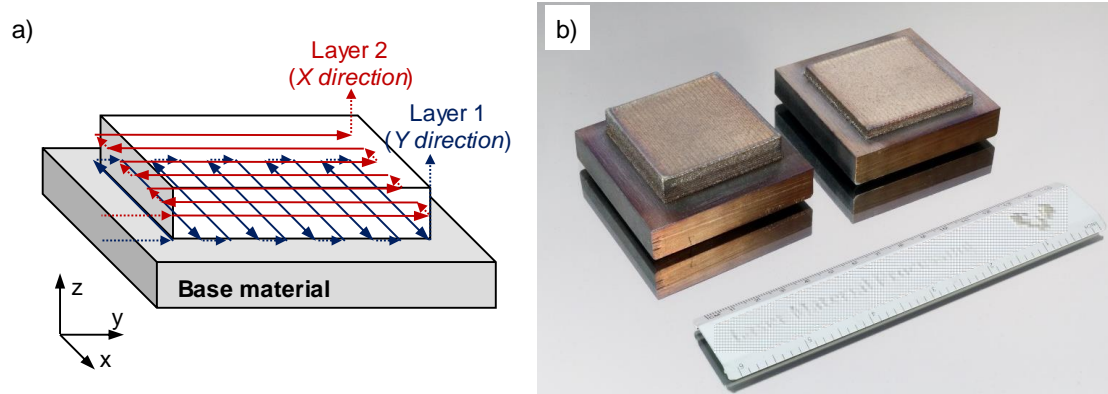 a)
Layer 2
(X direction)
Layer 1
(Y direction)
Base material
z
y
x
b)